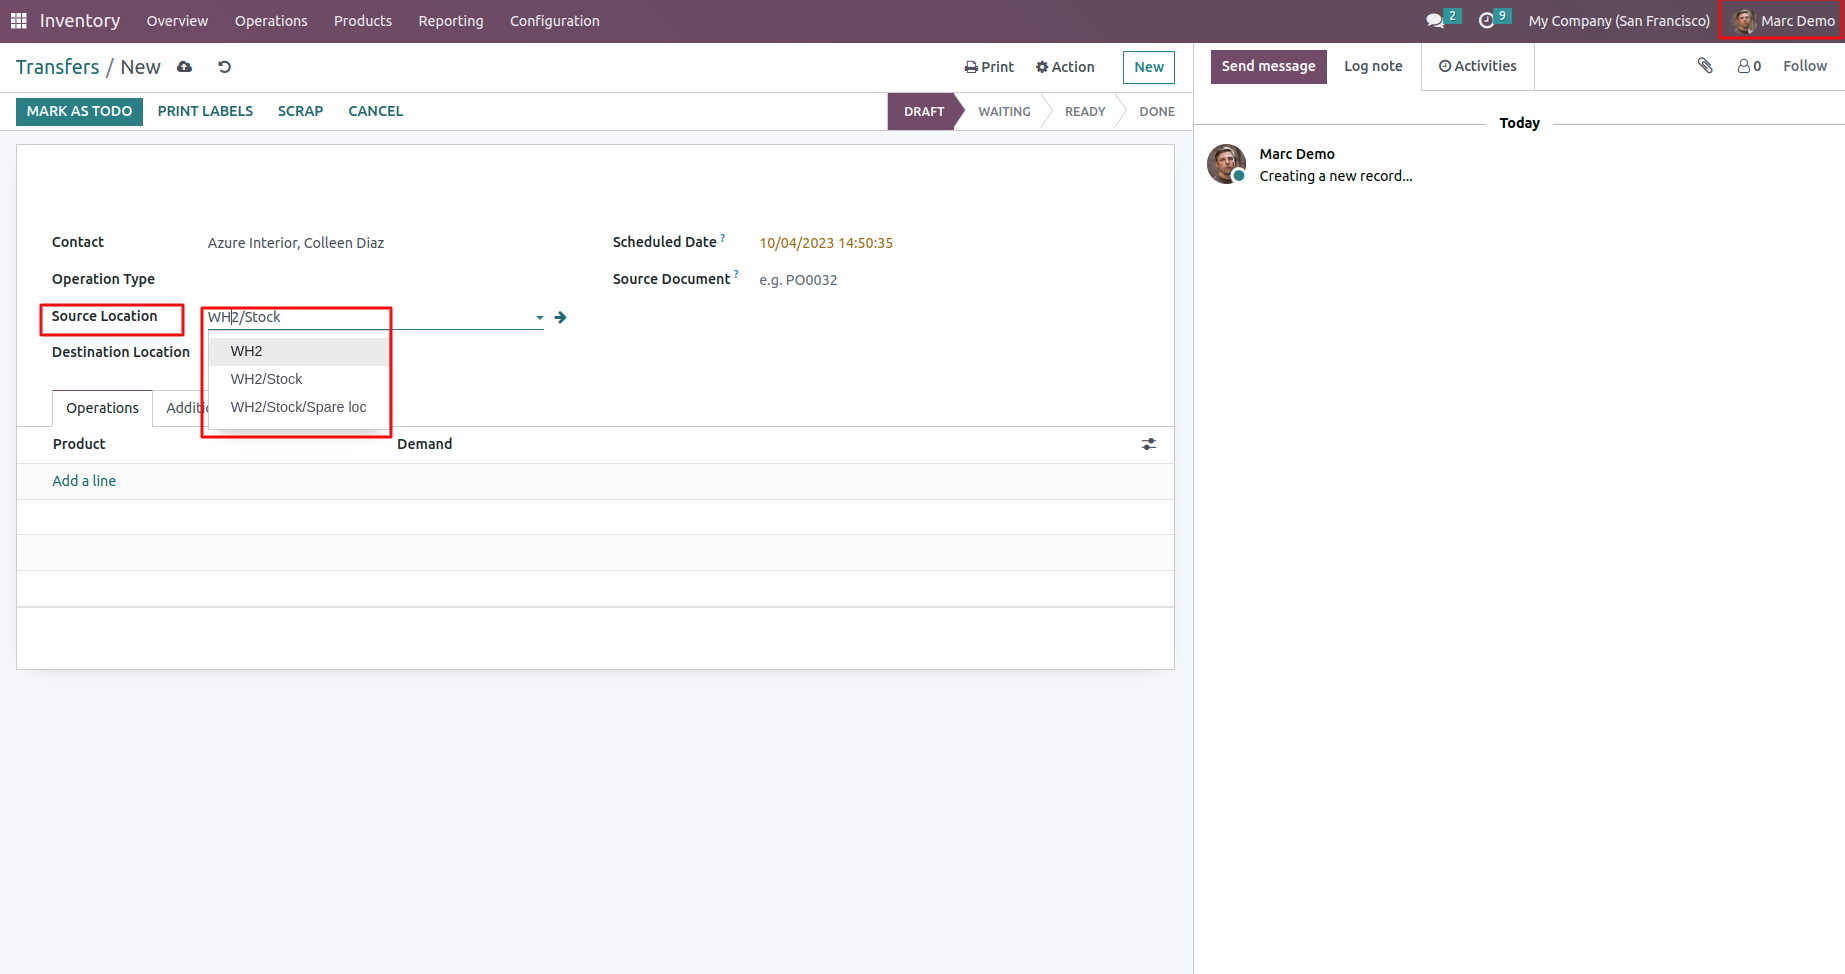 Inventory Overview Operations Products Reporting Configuration 2 9 My Company (San Francisco) Marc Demo
Transfers / New Print Action New Send message Log note Activities 0 Follow
MARK AS TODO PRINT LABELS SCRAP CANCEL DRAFT WAITING READY DONE
Today
Marc Demo
Creating a new record...
Contact Azure Interior, Colleen Diaz Scheduled Date ? 10/04/2023 14:50:35
Operation Type Source Document ? e.g. PO0032
Source Location WH2/Stock
Destination Location WH2
WH2/Stock
Operations WH2/Stock/Spare loc
Product Demand
Add a line